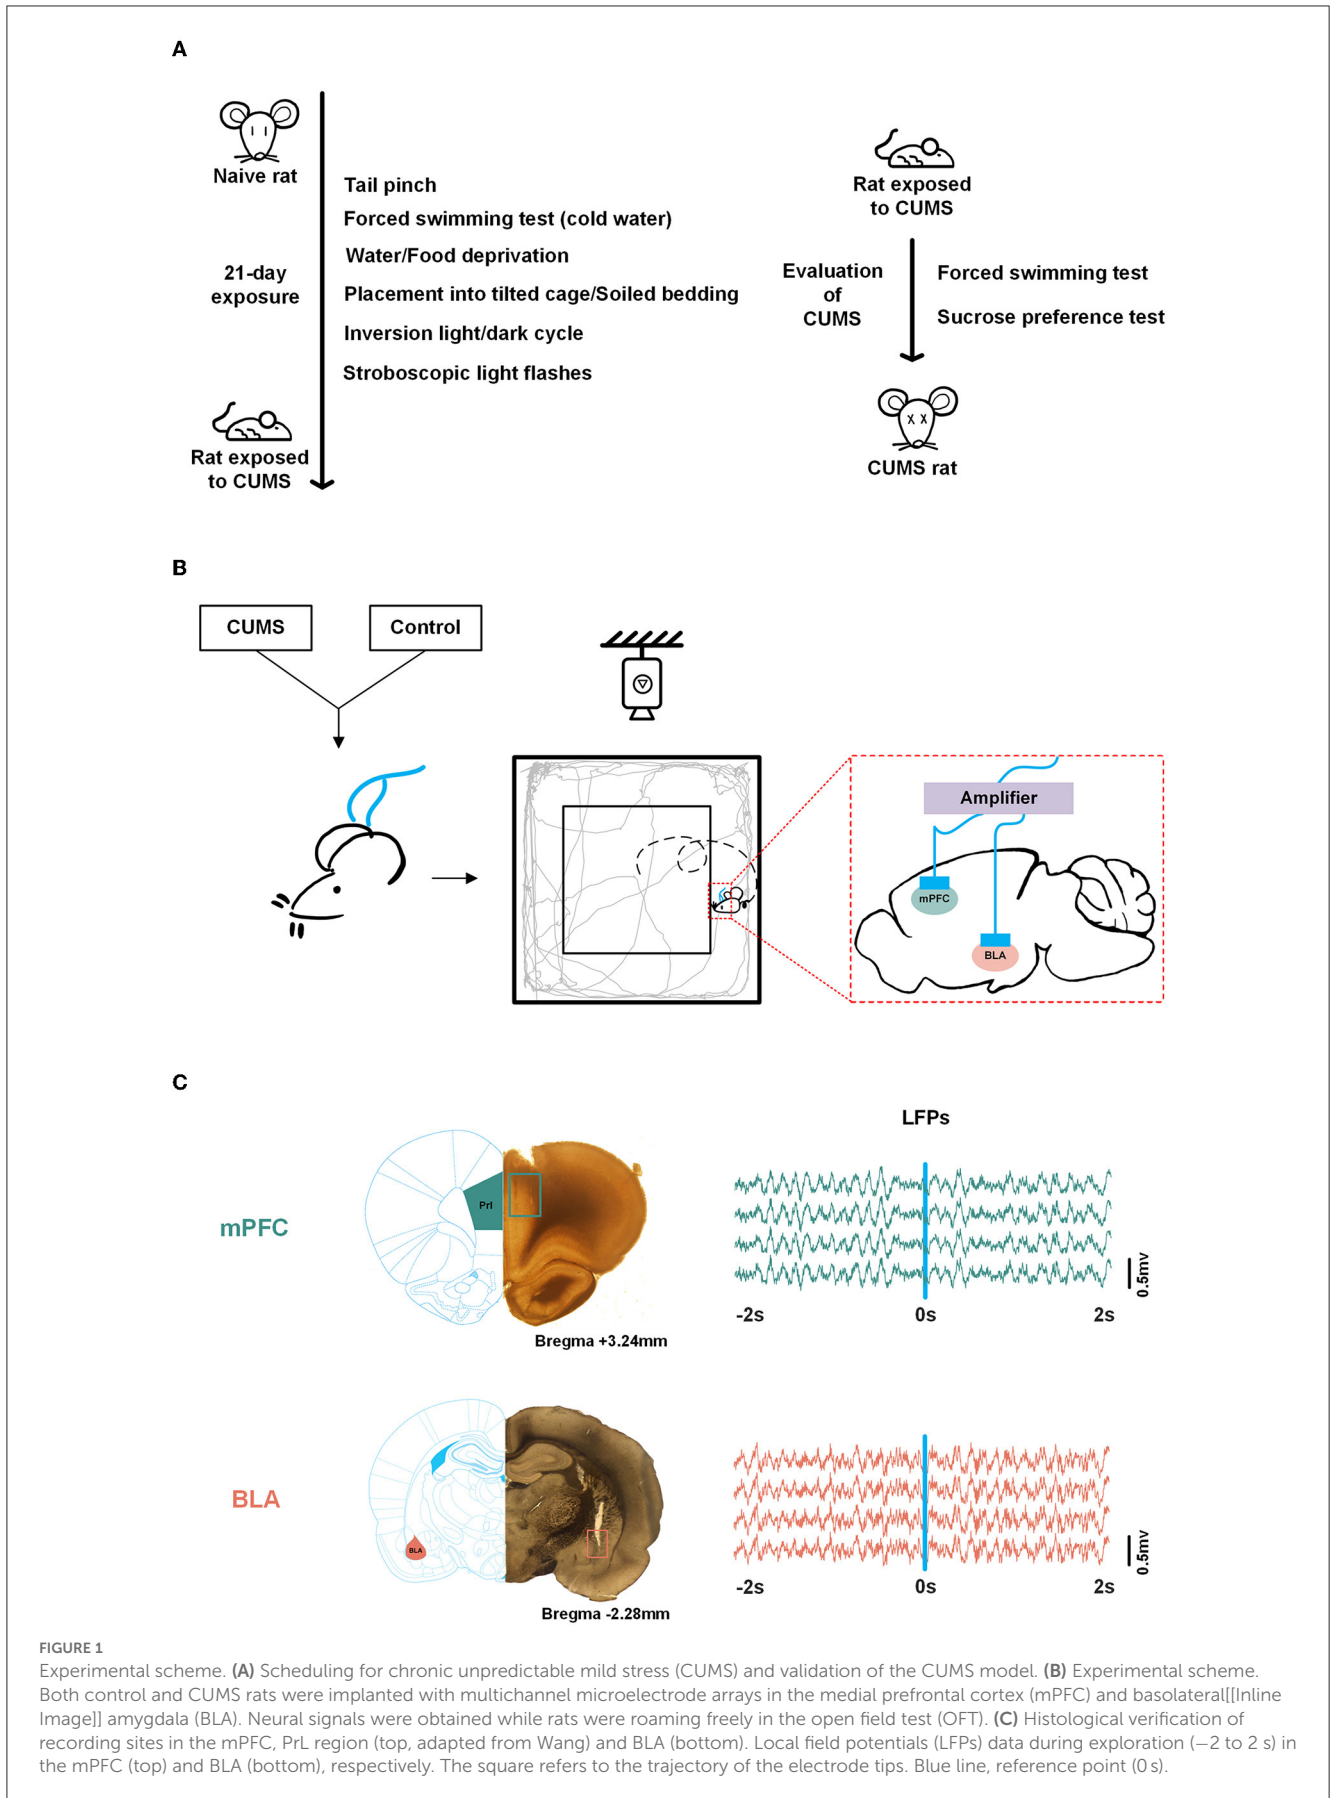 A
Naive rat
Tail pinch
Forced swimming test (cold water)
Water/Food deprivation
21-day
exposure
Placement into tilted cage/Soiled bedding
Inversion light/dark cycle
Stroboscopic light flashes
Rat exposed
to CUMS
Rat exposed
to CUMS
Evaluation
of
CUMS
Forced swimming test
Sucrose preference test
CUMS rat
B
CUMS
Control
Amplifier
mPFC
BLA
C
LFPs
mPFC
Prl
Bregma +3.24mm
-2s
0s
2s
0.5mv
BLA
BLA
Bregma -2.28mm
-2s
0s
2s
0.5mv
FIGURE 1
Experimental scheme. (A) Scheduling for chronic unpredictable mild stress (CUMS) and validation of the CUMS model. (B) Experimental scheme.
Both control and CUMS rats were implanted with multichannel microelectrode arrays in the medial prefrontal cortex (mPFC) and basolateral[[Inline
Image]] amygdala (BLA). Neural signals were obtained while rats were roaming freely in the open field test (OFT). (C) Histological verification of
recording sites in the mPFC, PrL region (top, adapted from Wang) and BLA (bottom). Local field potentials (LFPs) data during exploration (−2 to 2 s) in
the mPFC (top) and BLA (bottom), respectively. The square refers to the trajectory of the electrode tips. Blue line, reference point (0 s).